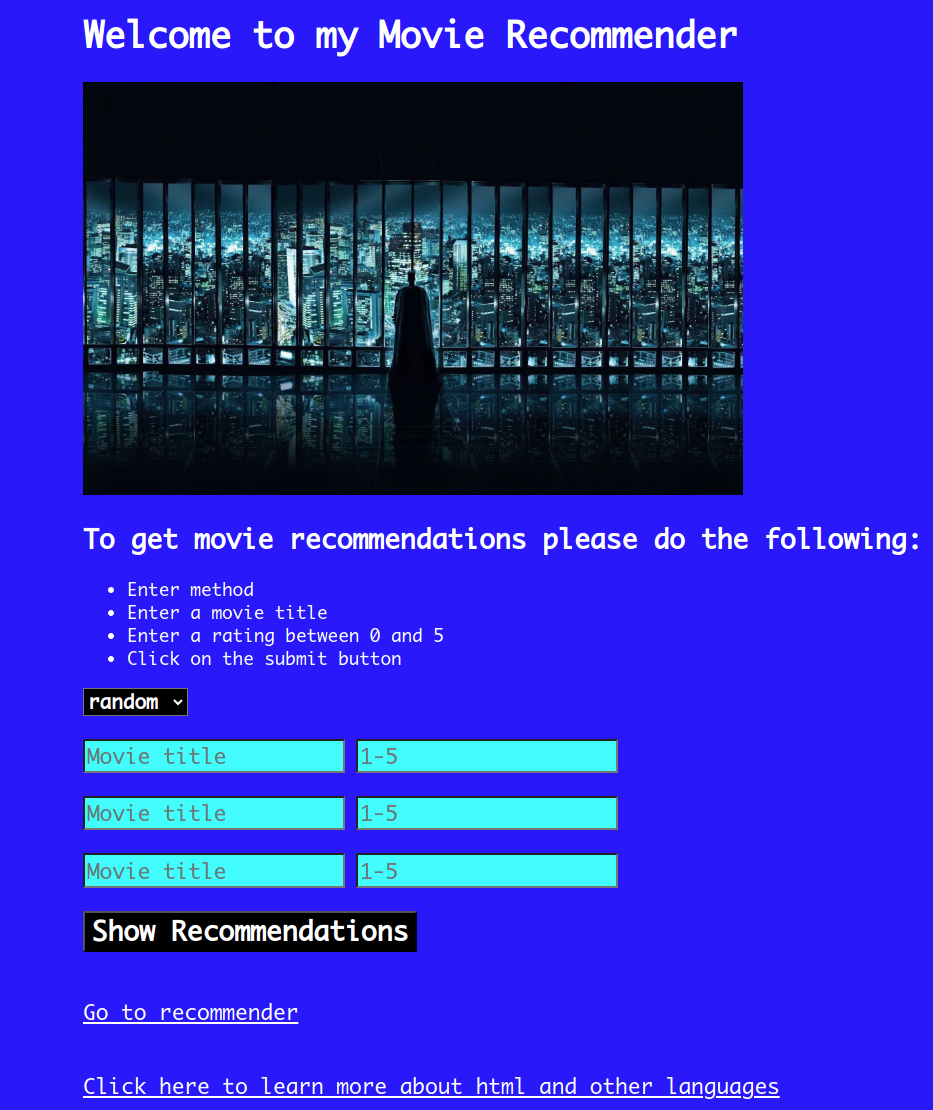 Welcome to my Movie Recommender
To get movie recommendations please do the following:
Enter method
Enter a movie title
Enter a rating between 0 and 5
Click on the submit button
random
Movie title 1-5
Movie title 1-5
Movie title 1-5
Show Recommendations
Go to recommender
Click here to learn more about html and other languages